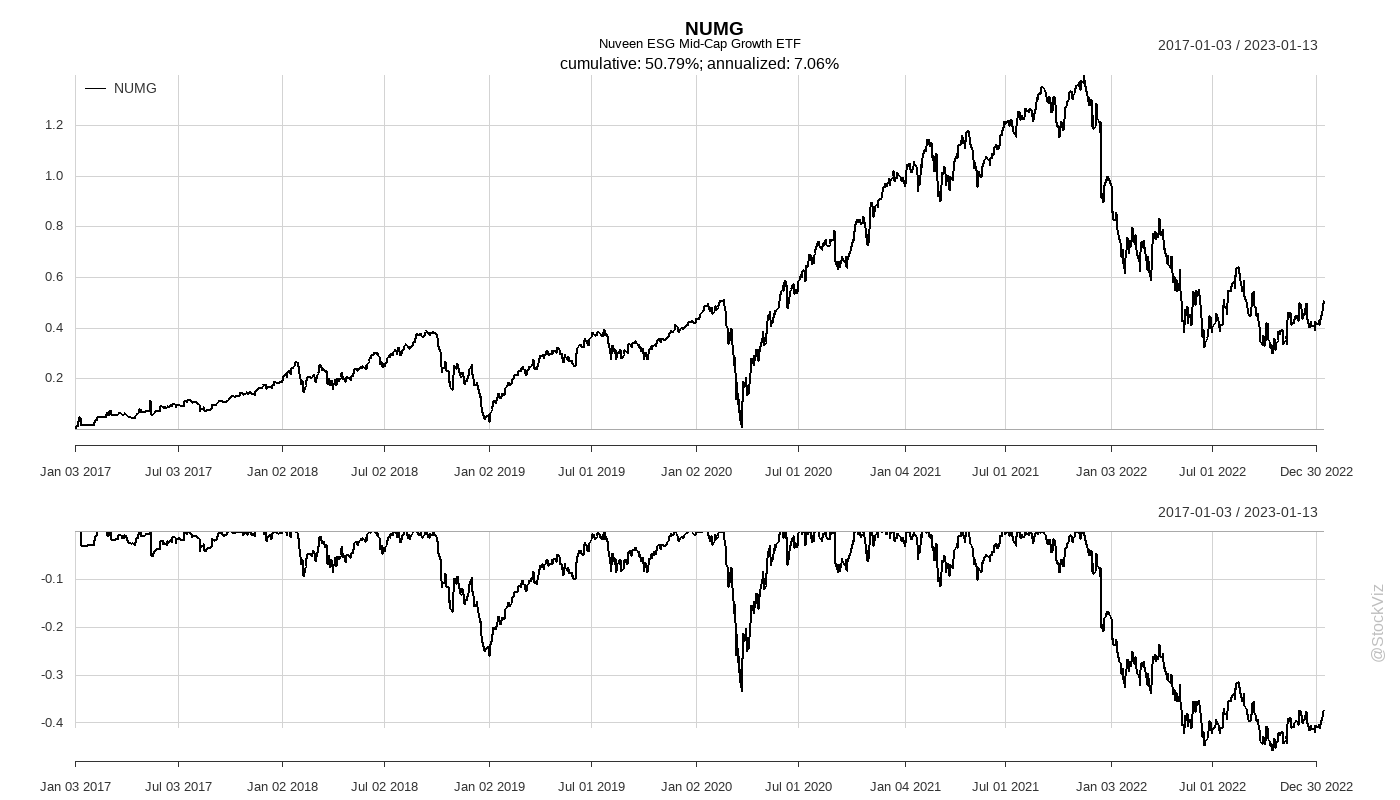 NUMG
Nuveen ESG Mid-Cap Growth ETF
2017-01-03 / 2023-01-13
cumulative: 50.79%; annualized: 7.06%
NUMG
1.2
1.0
0.8
0.6
0.4
0.2
Jan 03 2017 Jul 03 2017 Jan 02 2018 Jul 02 2018 Jan 02 2019 Jul 01 2019 Jan 02 2020 Jul 01 2020 Jan 04 2021 Jul 01 2021 Jan 03 2022 Jul 01 2022 Dec 30 2022
2017-01-03 / 2023-01-13
-0.1
-0.2
-0.3
-0.4
@StockViz
Jan 03 2017 Jul 03 2017 Jan 02 2018 Jul 02 2018 Jan 02 2019 Jul 01 2019 Jan 02 2020 Jul 01 2020 Jan 04 2021 Jul 01 2021 Jan 03 2022 Jul 01 2022 Dec 30 2022